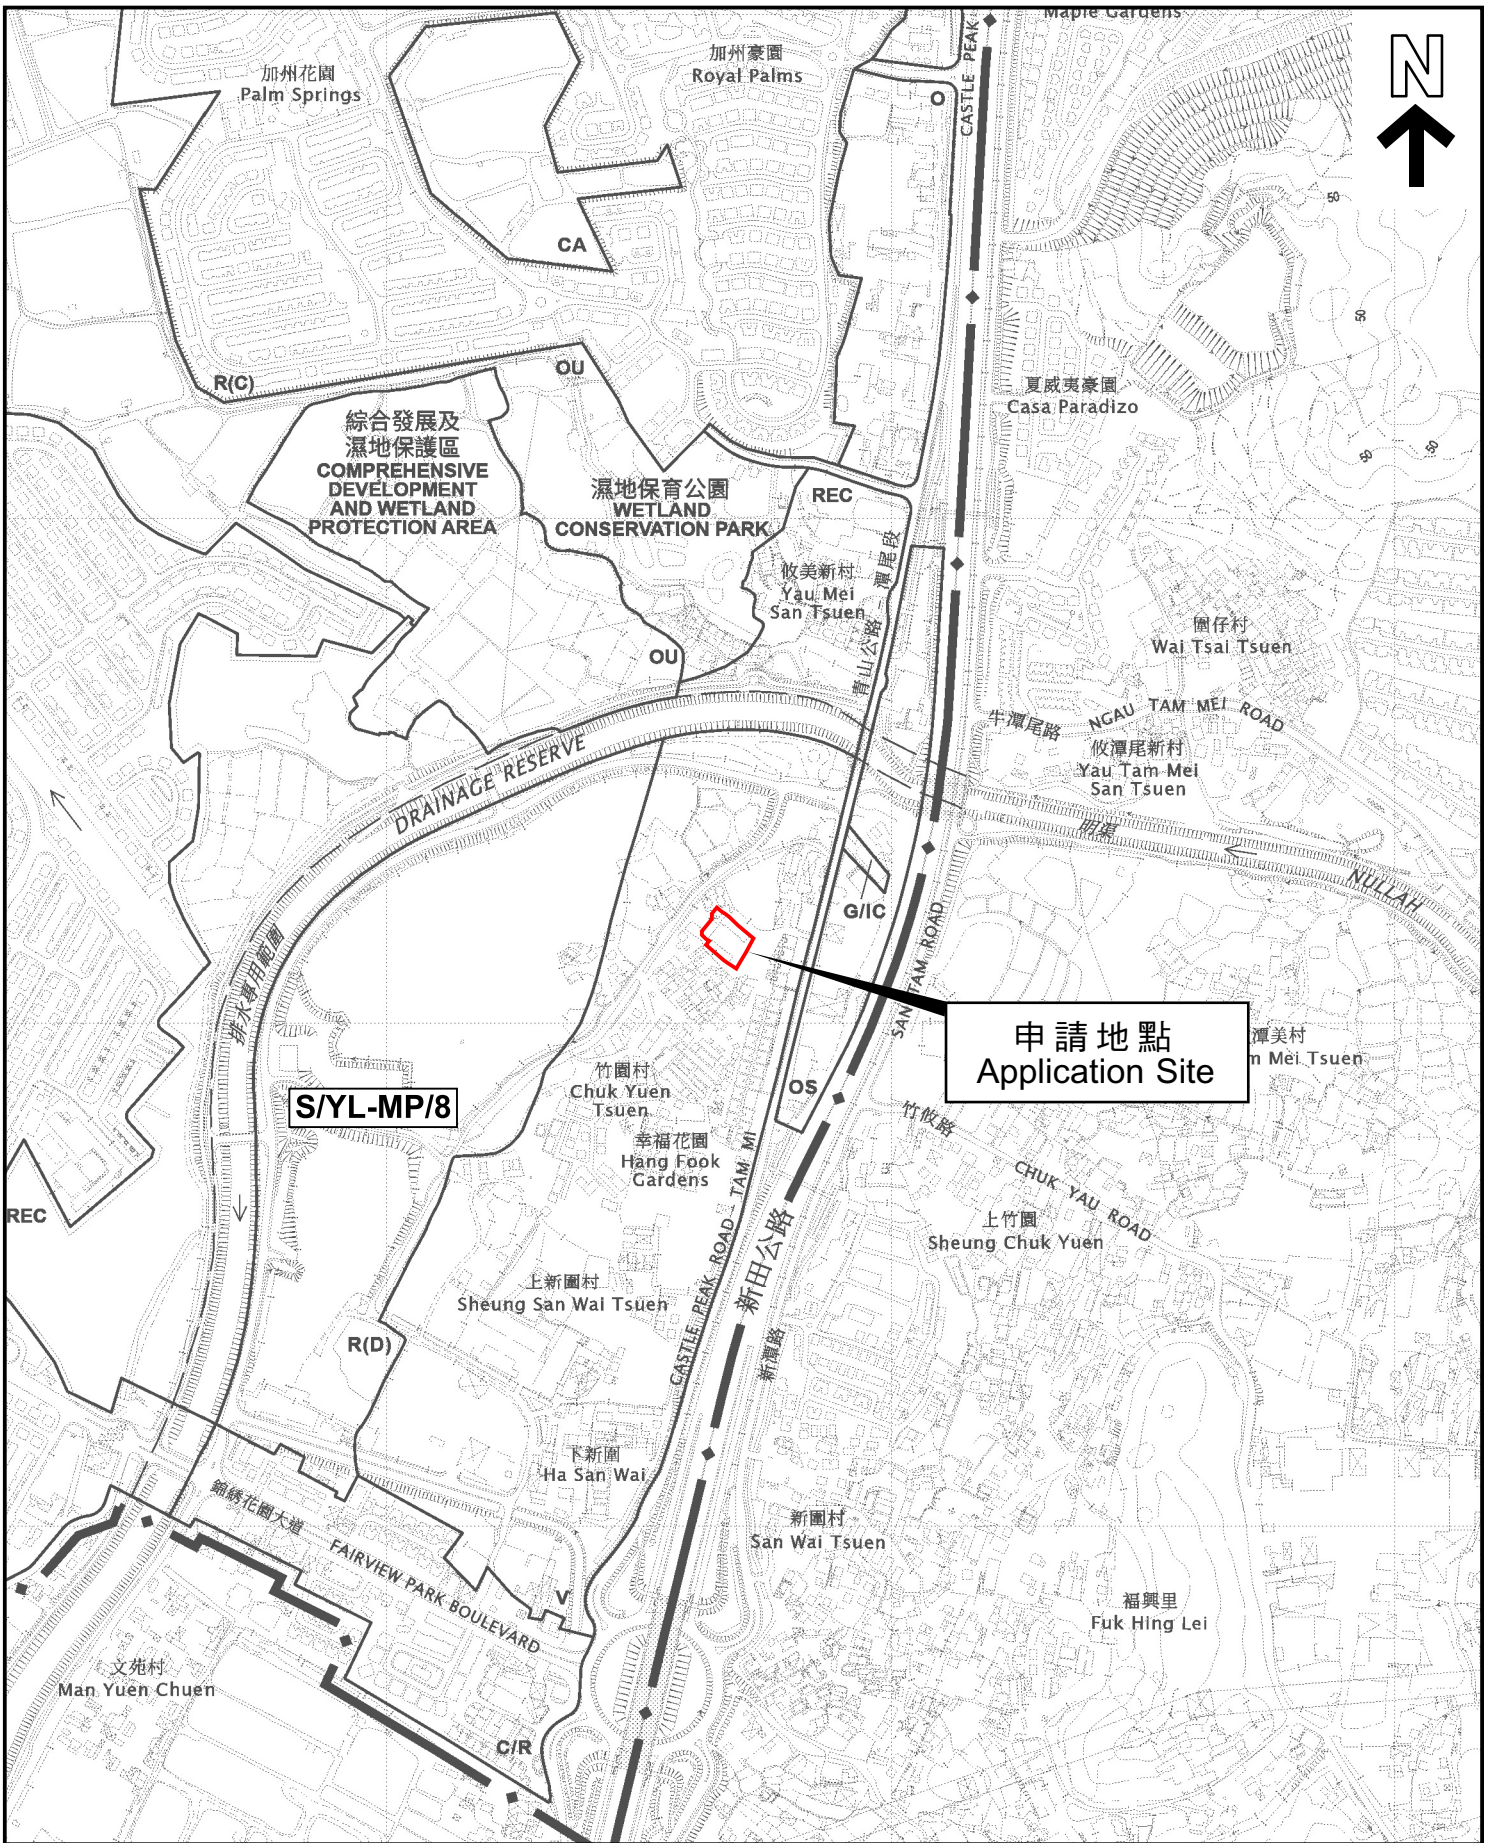 Maple Gardens
加州花園
Palm Springs
加州豪園
Royal Palms
CASTLE PEAK
N
O
CA
50
50
50
50
R(C)
OU
夏威夷豪園
Casa Paradizo
綜合發展及
濕地保護區
COMPREHENSIVE
DEVELOPMENT
AND WETLAND
PROTECTION AREA
濕地保育公園
WETLAND
CONSERVATION PARK
REC
攸美新村
Yau Mei
San Tsuen
青山公路－潭尾段
圍仔村
Wai Tsai Tsuen
OU
牛潭尾路
NGAU TAM MEI ROAD
攸潭尾新村
Yau Tam Mei
San Tsuen
DRAINAGE RESERVE
明渠
NULLAH
G/IC
SAN TAM ROAD
排水專用範圍
申請地點
Application Site
潭美村
m Mei Tsuen
竹園村
Chuk Yuen
Tsuen
OS
S/YL-MP/8
竹攸路
CHUK YAU ROAD
幸福花園
Hang Fook
Gardens
CASTLE PEAK ROAD - TAM MI
REC
上竹園
Sheung Chuk Yuen
新田公路
上新圍村
Sheung San Wai Tsuen
R(D)
新潭路
下新圍
Ha San Wai
錦綉花園大道
FAIRVIEW PARK BOULEVARD
新圍村
San Wai Tsuen
V
福興里
Fuk Hing Lei
文苑村
Man Yuen Chuen
C/R